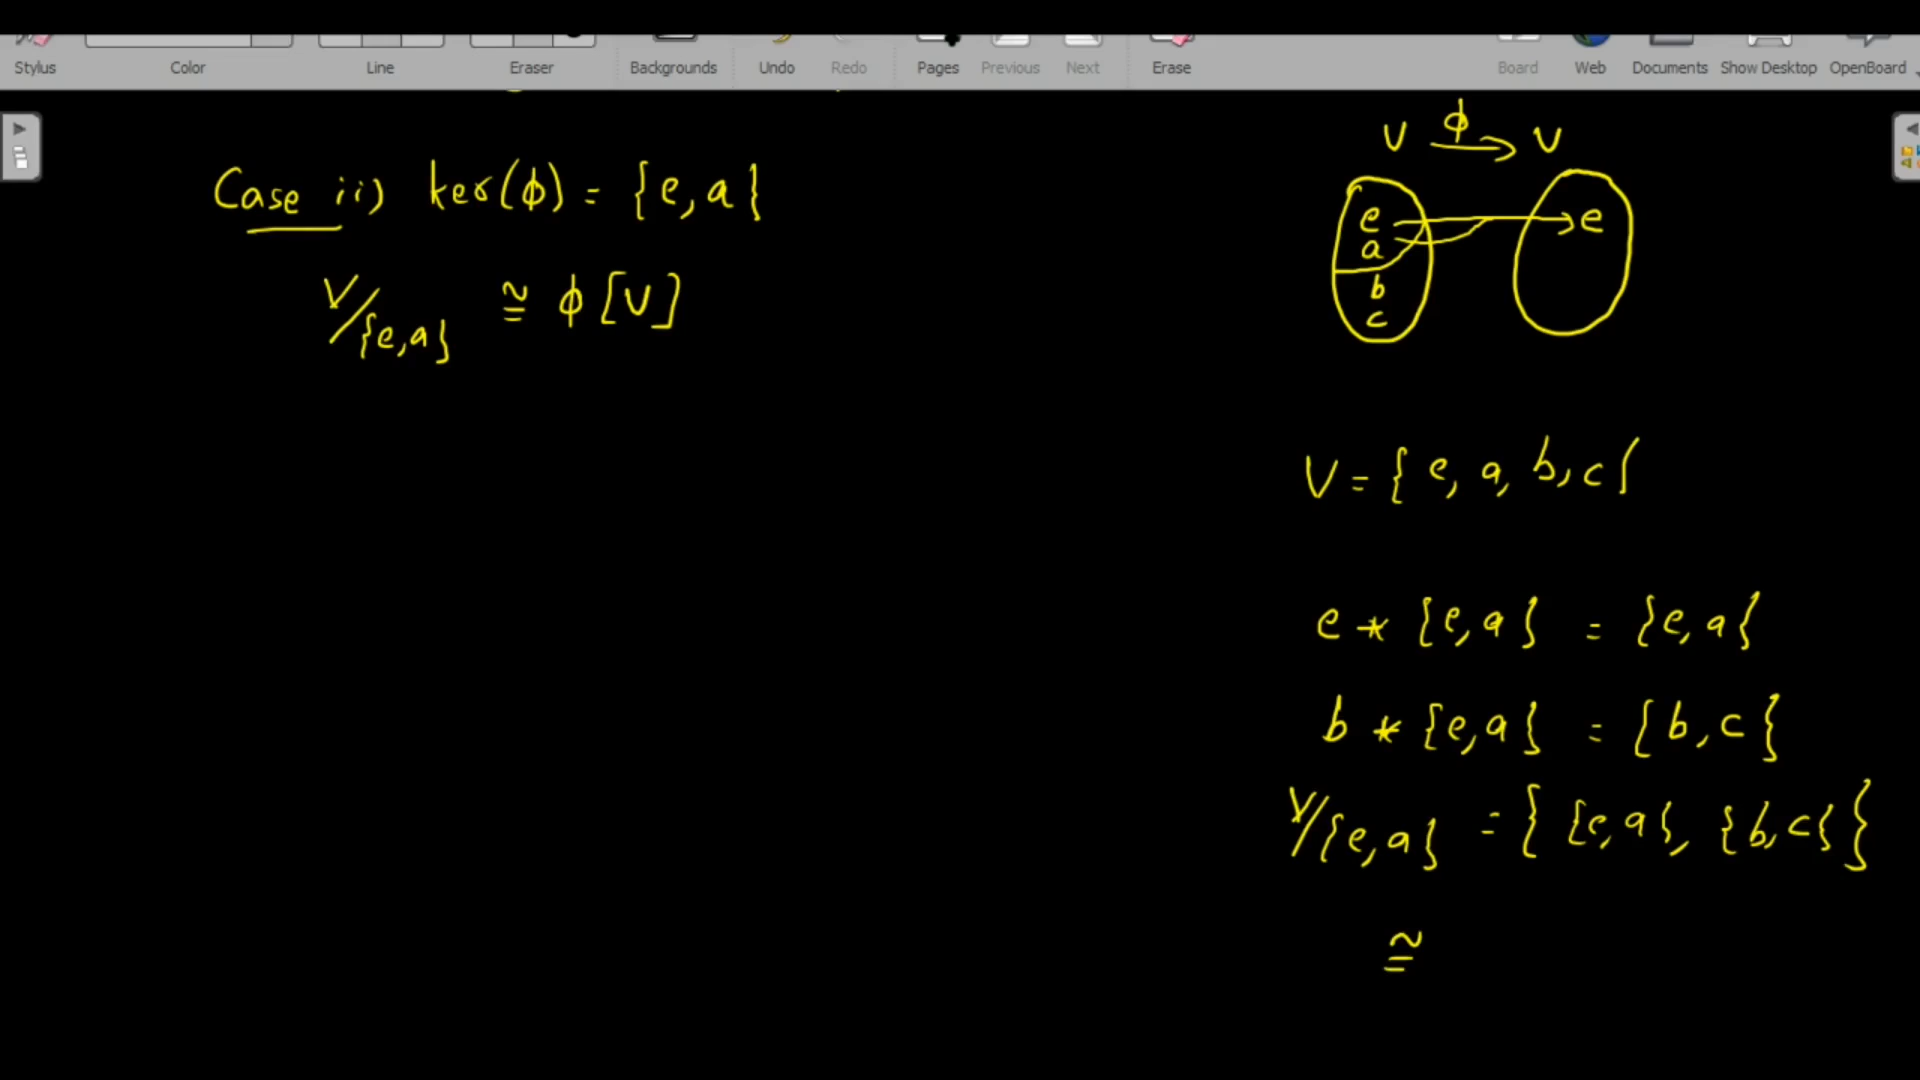 Stylus Color Line Eraser Backgrounds Undo Redo Pages Previous Next Erase Board Web Documents Show Desktop OpenBoard
Case ii) ker(ϕ) = {e, a}
V/{e,a} ≅ ϕ[V]
V ϕ→ V
e → e
a
b
c
V = { e, a, b, c {
e * {e, a} = {e, a}
b * {e, a} = {b, c}
V/{e, a} = { {e, a}, {b, c} }
≅